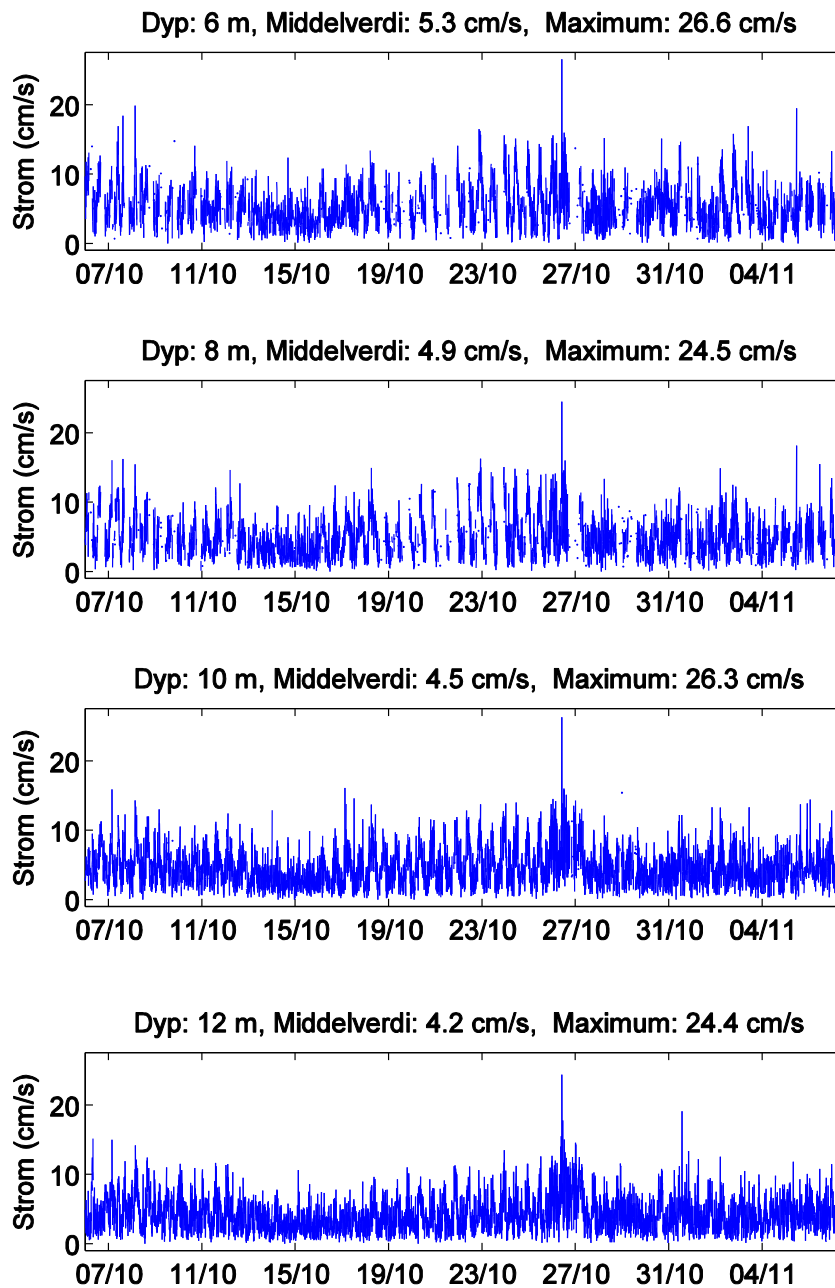 Dyp: 6 m, Middelverdi: 5.3 cm/s,  Maximum: 26.6 cm/s
Strom (cm/s)
20
10
0
07/10 11/10 15/10 19/10 23/10 27/10 31/10 04/11
Dyp: 8 m, Middelverdi: 4.9 cm/s,  Maximum: 24.5 cm/s
Strom (cm/s)
20
10
0
07/10 11/10 15/10 19/10 23/10 27/10 31/10 04/11
Dyp: 10 m, Middelverdi: 4.5 cm/s,  Maximum: 26.3 cm/s
Strom (cm/s)
20
10
0
07/10 11/10 15/10 19/10 23/10 27/10 31/10 04/11
Dyp: 12 m, Middelverdi: 4.2 cm/s,  Maximum: 24.4 cm/s
Strom (cm/s)
20
10
0
07/10 11/10 15/10 19/10 23/10 27/10 31/10 04/11